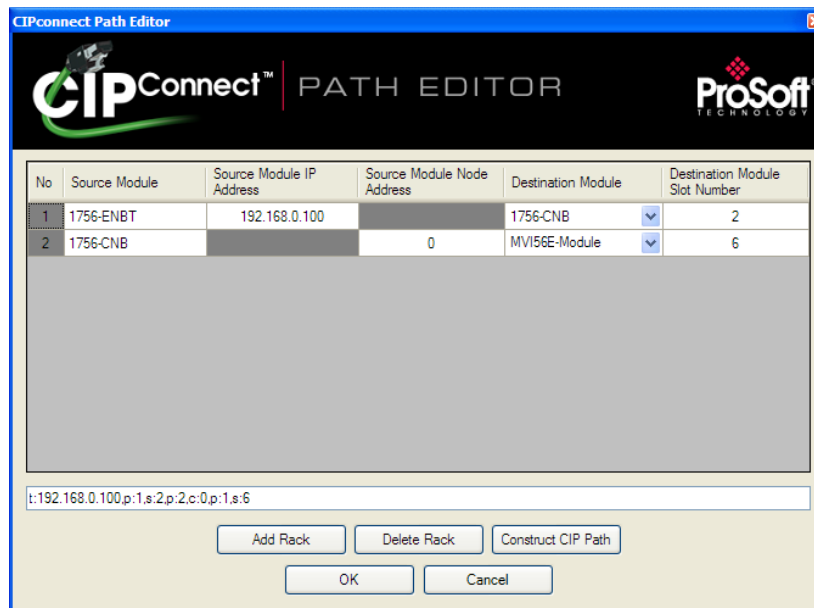 CIPconnect Path Editor
CIPConnect™ PATH EDITOR
ProSoft®
TECHNOLOGY
No Source Module Source Module IP Address Source Module Node Address Destination Module Destination Module Slot Number
1 1756-ENBT 192.168.0.100 1756-CNB 2
2 1756-CNB 0 MVI56E-Module 6
t:192.168.0.100,p:1,s:2,p:2,c:0,p:1,s:6
Add Rack Delete Rack Construct CIP Path
OK Cancel